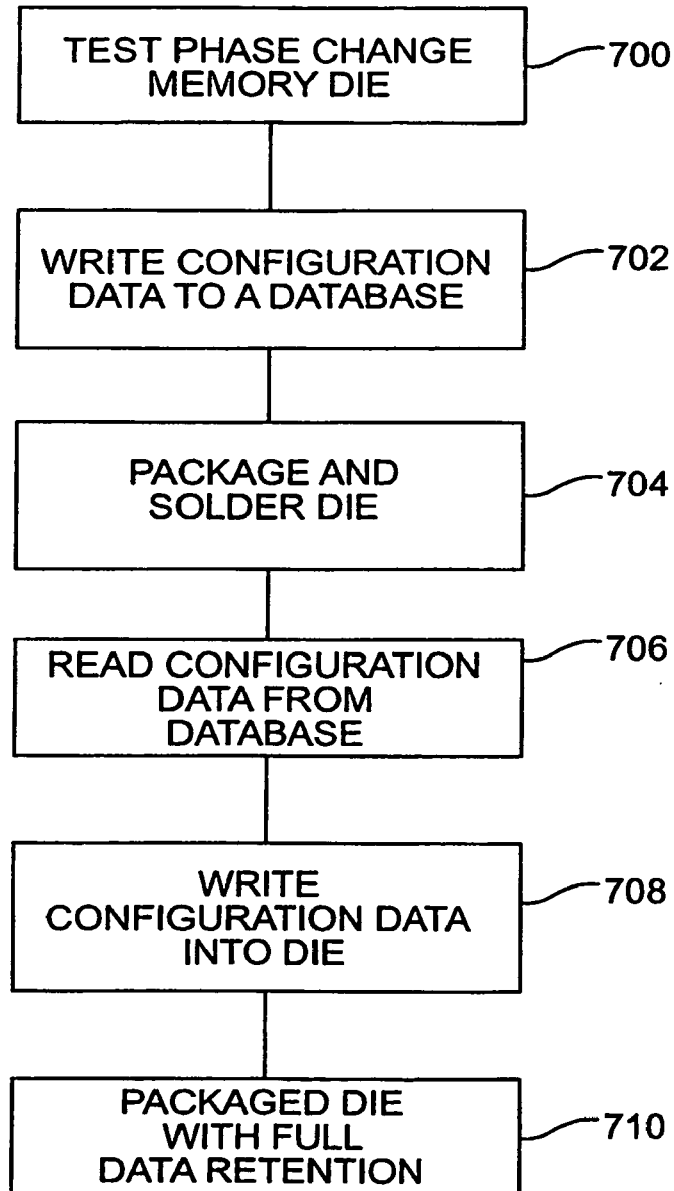 TEST PHASE CHANGE
MEMORY DIE
700
WRITE CONFIGURATION
DATA TO A DATABASE
702
PACKAGE AND
SOLDER DIE
704
READ CONFIGURATION
DATA FROM
DATABASE
706
WRITE
CONFIGURATION DATA
INTO DIE
708
PACKAGED DIE
WITH FULL
DATA RETENTION
710